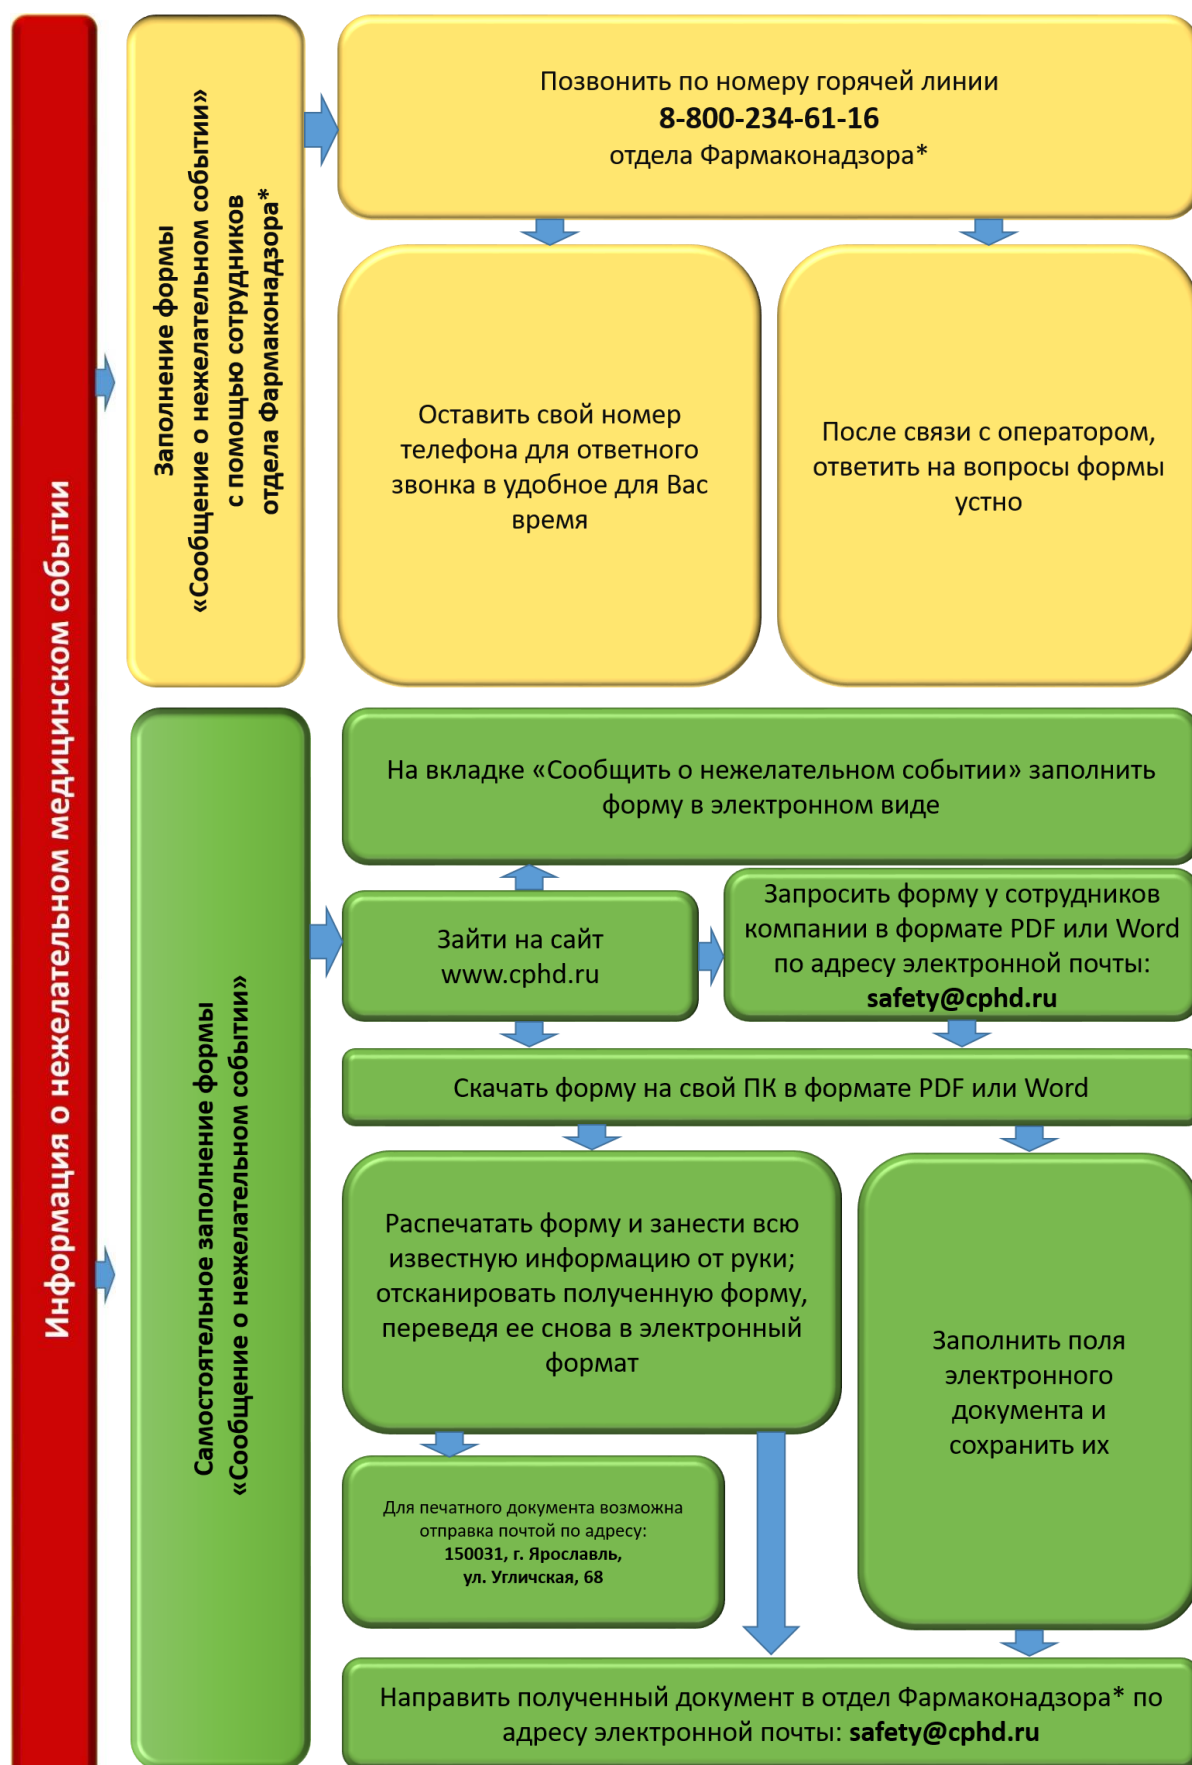 Информация о нежелательном медицинском событии
Заполнение формы
«Сообщение о нежелательном событии»
с помощью сотрудников
отдела Фармаконадзора*
Позвонить по номеру горячей линии
8-800-234-61-16
отдела Фармаконадзора*
Оставить свой номер
телефона для ответного
звонка в удобное для Вас
время
После связи с оператором,
ответить на вопросы формы
устно
Самостоятельное заполнение формы
«Сообщение о нежелательном событии»
На вкладке «Сообщить о нежелательном событии» заполнить
форму в электронном виде
Зайти на сайт
www.cphd.ru
Запросить форму у сотрудников
компании в формате PDF или Word
по адресу электронной почты:
safety@cphd.ru
Скачать форму на свой ПК в формате PDF или Word
Распечатать форму и занести всю
известную информацию от руки;
отсканировать полученную форму,
переведя ее снова в электронный
формат
Заполнить поля
электронного
документа и
сохранить их
Для печатного документа возможна
отправка почтой по адресу:
150031, г. Ярославль,
ул. Угличская, 68
Направить полученный документ в отдел Фармаконадзора* по
адресу электронной почты: safety@cphd.ru